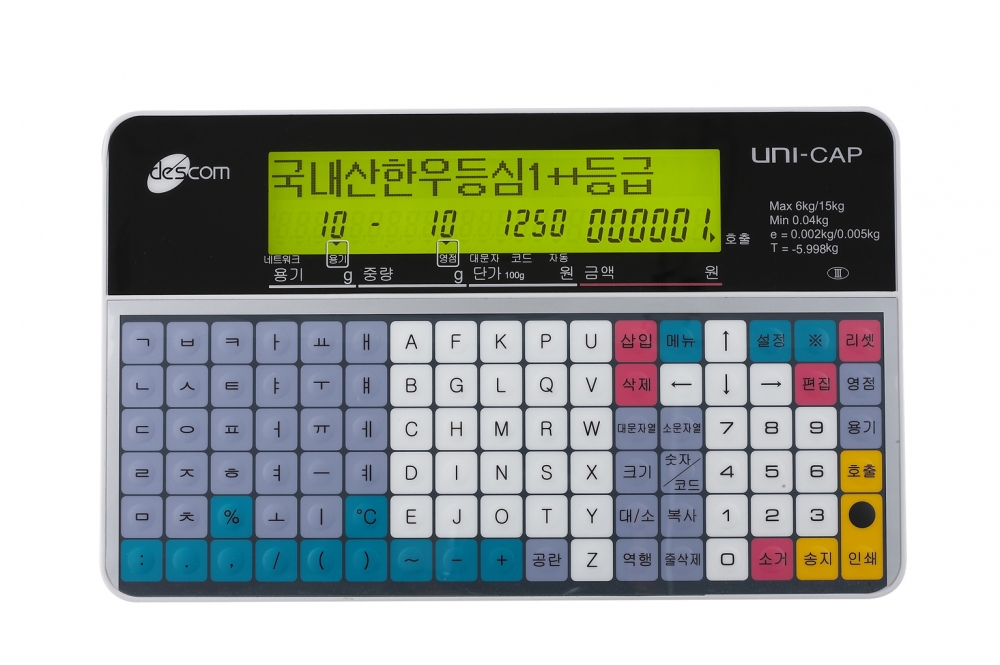 descom
UNI-CAP
국내산한우등심1++등급
10 - 10 1250 000001
호출
Max 6kg/15kg
Min 0.04kg
e = 0.002kg/0.005kg
T = -5.998kg
III
네트워크 용기 영점 대문자 코드 자동
용기 g 중량 g 단가 100g 원 금액 원
ㄱ ㅂ ㅋ ㅏ ㅛ ㅐ A F K P U 삽입 메뉴 ↑ 설정 ※ 리셋
ㄴ ㅅ ㅌ ㅑ ㅜ ㅒ B G L Q V 삭제 ← ↓ → 편집 영점
ㄷ ㅇ ㅍ ㅓ ㅠ ㅔ C H M R W 대문자열 소문자열 7 8 9 용기
ㄹ ㅈ ㅎ ㅕ ㅡ ㅖ D I N S X 크기 숫자/코드 4 5 6 호출
ㅁ ㅊ % ㅗ ㅣ ℃ E J O T Y 대/소 복사 1 2 3 ●
: . , / ( ) ~ - + 공란 Z 역행 줄삭제 0 소거 송지 인쇄